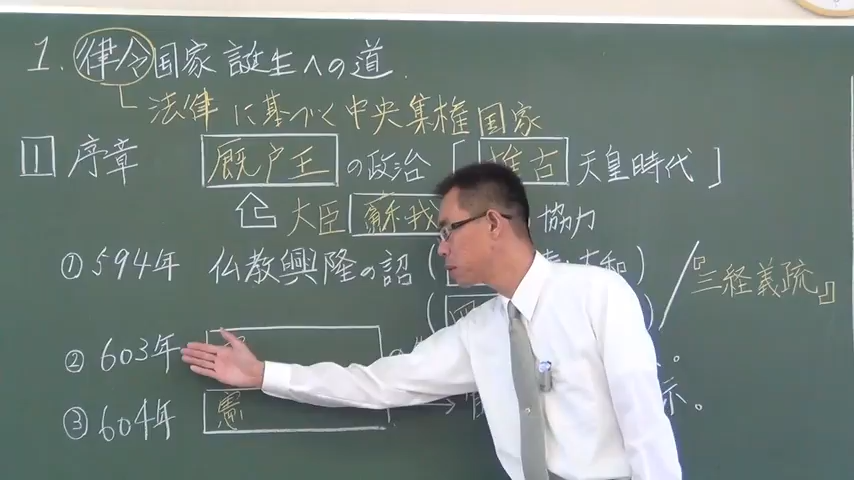 1. 律令国家誕生への道.
法律に基づく中央集権国家
1 序章 厩戸王の政治 [推古天皇時代]
大臣 蘇我 協力
① 594年 仏教興隆の詔 ( 和)
『三経義疏』
② 603年
③ 604年 憲 示。